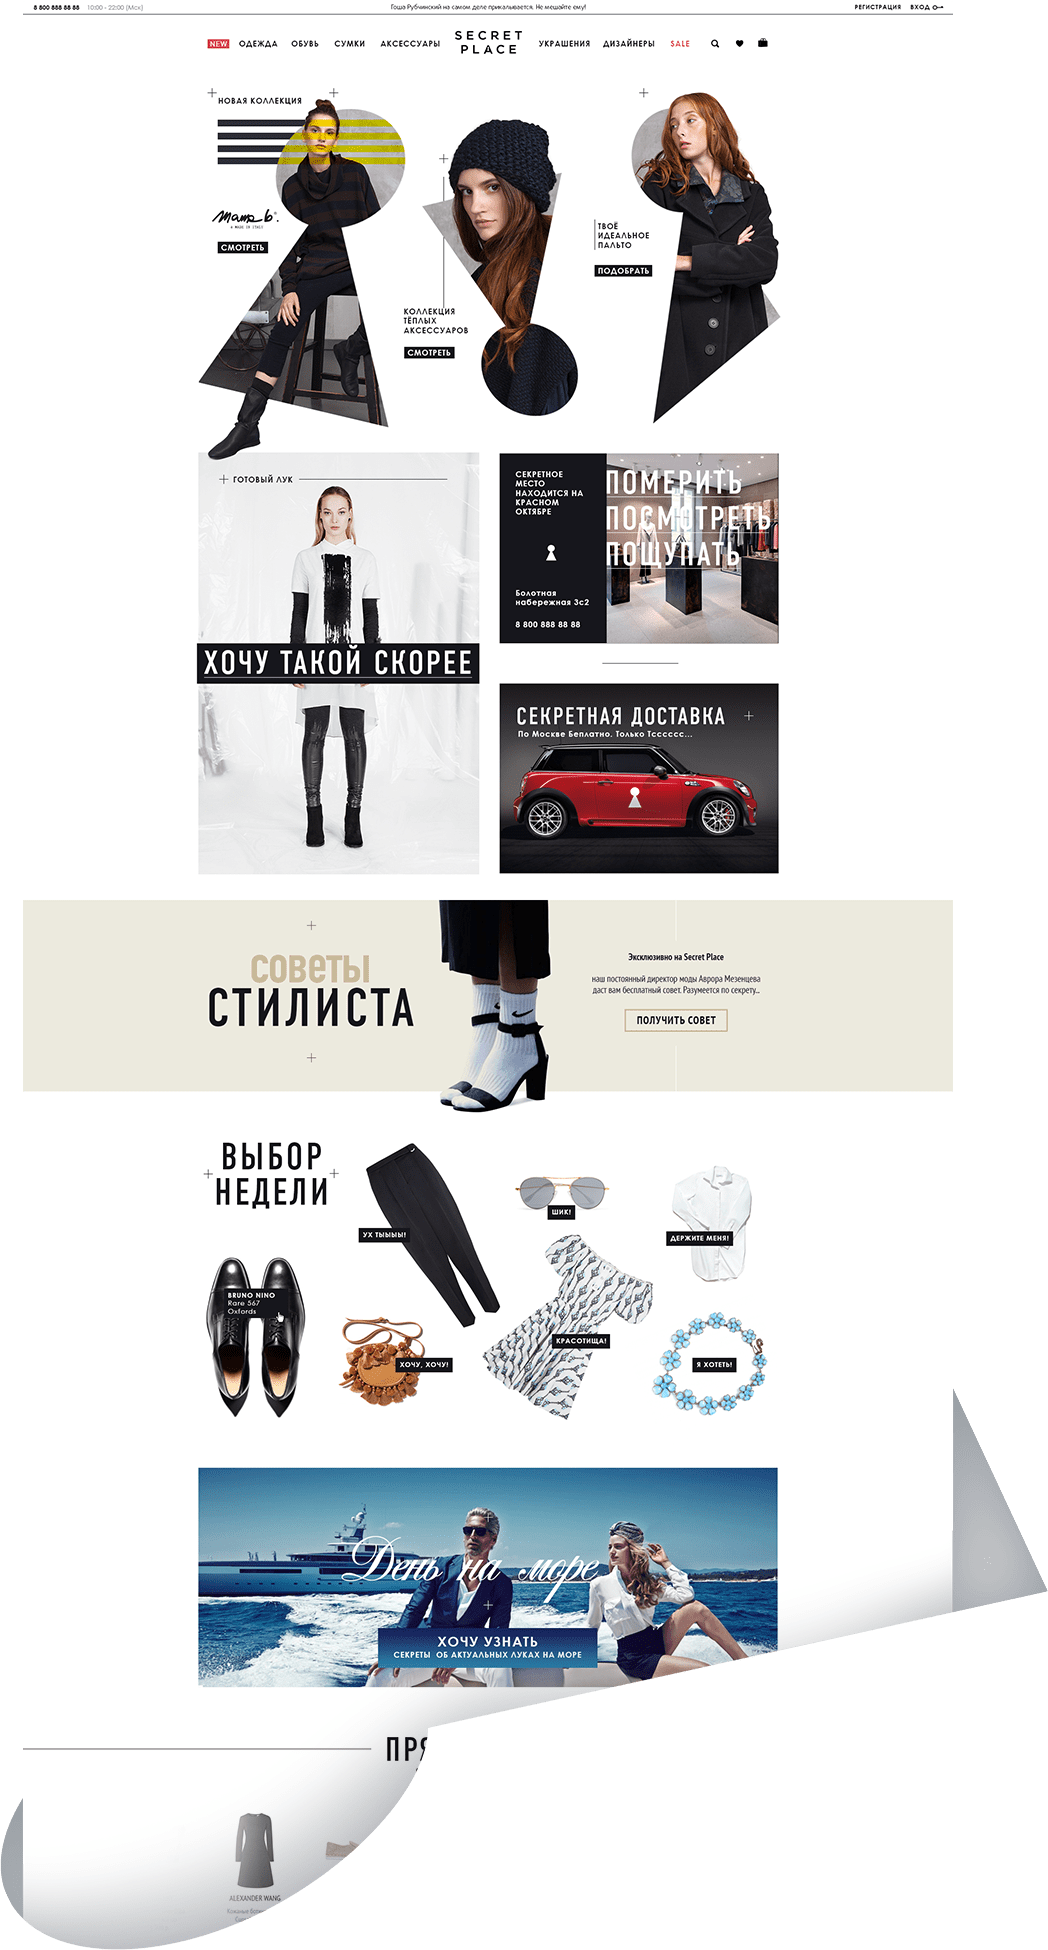 8 800 888 88 88
10:00 - 22:00 (Мск)
Гоша Рубчинский на самом деле прикалывается. Не мешайте ему!
РЕГИСТРАЦИЯ
ВХОД
NEW
ОДЕЖДА
ОБУВЬ
СУМКИ
АКСЕССУАРЫ
SECRET
PLACE
УКРАШЕНИЯ
ДИЗАЙНЕРЫ
SALE
НОВАЯ КОЛЛЕКЦИЯ
mama b.®
MADE IN ITALY
СМОТРЕТЬ
КОЛЛЕКЦИЯ
ТЁПЛЫХ
АКСЕССУАРОВ
СМОТРЕТЬ
ТВОЁ
ИДЕАЛЬНОЕ
ПАЛЬТО
ПОДОБРАТЬ
ГОТОВЫЙ ЛУК
ХОЧУ ТАКОЙ СКОРЕЕ
СЕКРЕТНОЕ
МЕСТО
НАХОДИТСЯ НА
КРАСНОМ
ОКТЯБРЕ
Болотная
набережная 3с2
8 800 888 88 88
ПОМЕРИТЬ
ПОСМОТРЕТЬ
ПОЩУПАТЬ
СЕКРЕТНАЯ ДОСТАВКА
По Москве Беплатно. Только Тсссссс...
советы
СТИЛИСТА
Эксклюзивно на Secret Place
наш постоянный директор моды Аврора Мезенцева
даст вам бесплатный совет. Разумеется по секрету...
ПОЛУЧИТЬ СОВЕТ
ВЫБОР
НЕДЕЛИ
УХ ТЫЫЫЫ!
ШИК!
ДЕРЖИТЕ МЕНЯ!
BRUNO NINO
Rare 567
Oxfords
ХОЧУ, ХОЧУ!
КРАСОТИЩА!
Я ХОТЕТЬ!
День на море
ХОЧУ УЗНАТЬ
СЕКРЕТЫ ОБ АКТУАЛЬНЫХ ЛУКАХ НА МОРЕ
ПРЯ
ALEXANDER WANG